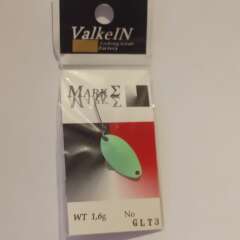 ValkeIN
MARK Σ
WT. 1.6g No
GLT3